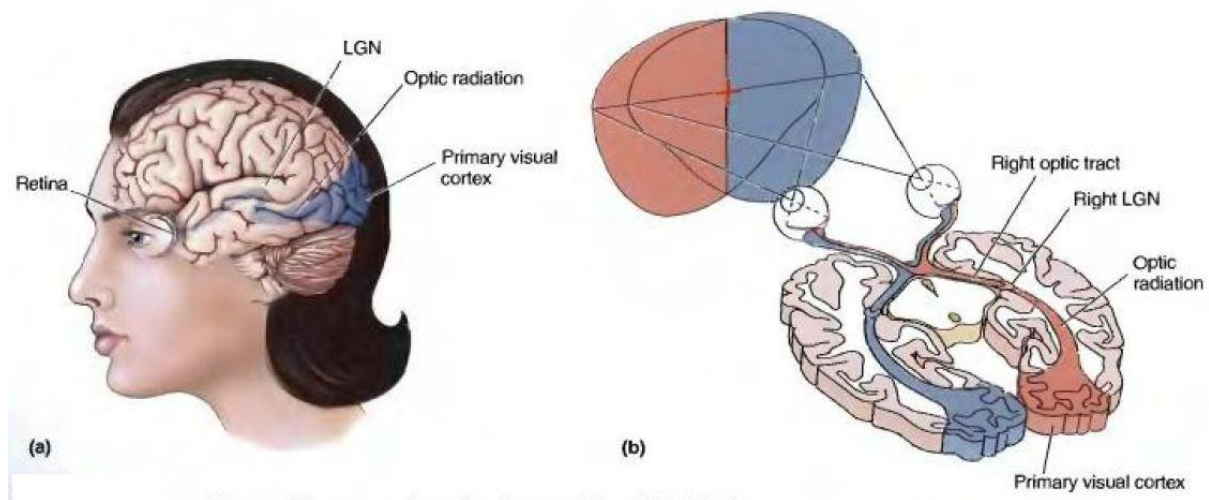 LGN
Optic radiation
Primary visual
cortex
Retina
(a)
Right optic tract
Right LGN
Optic
radiation
(b)
Primary visual cortex